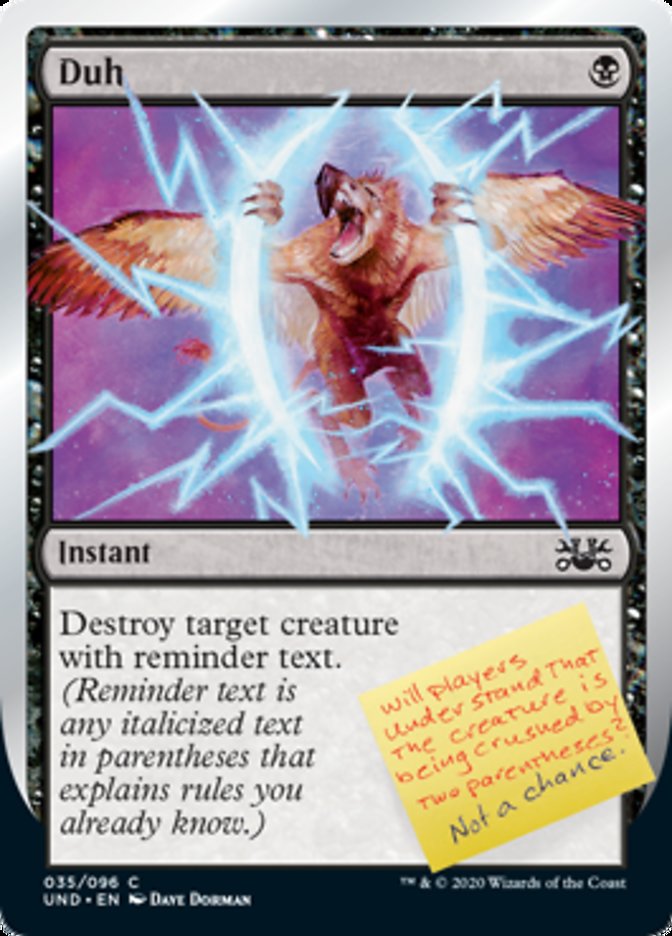 Duh
Instant
Destroy target creature
with reminder text.
(Reminder text is
any italicized text
in parentheses that
explains rules you
already know.)
Will players
understand that
the creature is
being crushed by
two parentheses?
Not a chance.
035/096 C
UND • EN Dave Dorman
™ & © 2020 Wizards of the Coast